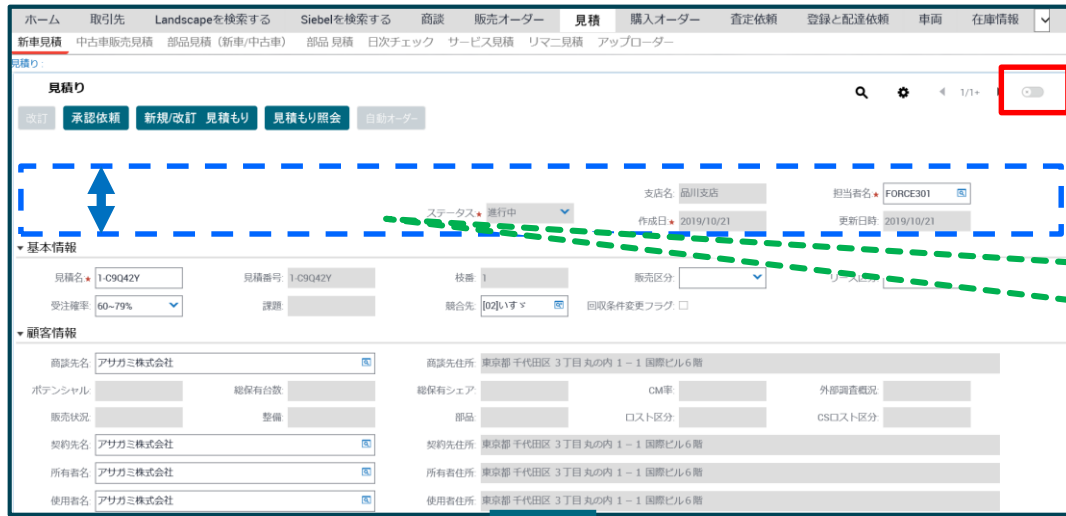 ホーム 取引先 Landscapeを検索する Siebelを検索する 商談 販売オーダー 見積 購入オーダー 査定依頼 登録と配達依頼 車両 在庫情報
新車見積 中古車販売見積 部品見積（新車/中古車） 部品 見積 日次チェック サービス見積 リマニ見積 アップローダー
見積り:
見積り 1/1+
改訂 承認依頼 新規/改訂 見積もり 見積もり照会 自動オーダー
支店名: 品川支店 担当者名★ FORCE301
ステータス★ 進行中 作成日★ 2019/10/21 更新日時: 2019/10/21
基本情報
見積名★ 1-C9Q42Y 見積番号: 1-C9Q42Y 枝番: 1 販売区分: リース区分:
受注確率: 60~79% 課題: 競合先: [02]いすゞ 回収条件変更フラグ:
顧客情報
商談先名: アサガミ株式会社 商談先住所: 東京都千代田区 3丁目丸の内 1－1 国際ビル6階
ポテンシャル: 総保有台数: 総保有シェア: CM率: 外部調査概況:
販売状況: 整備: 部品: ロスト区分: CSロスト区分:
契約先名: アサガミ株式会社 契約先住所: 東京都千代田区 3丁目丸の内 1－1 国際ビル6階
所有者名: アサガミ株式会社 所有者住所: 東京都千代田区 3丁目丸の内 1－1 国際ビル6階
使用者名: アサガミ株式会社 使用者住所: 東京都千代田区 3丁目丸の内 1－1 国際ビル6階